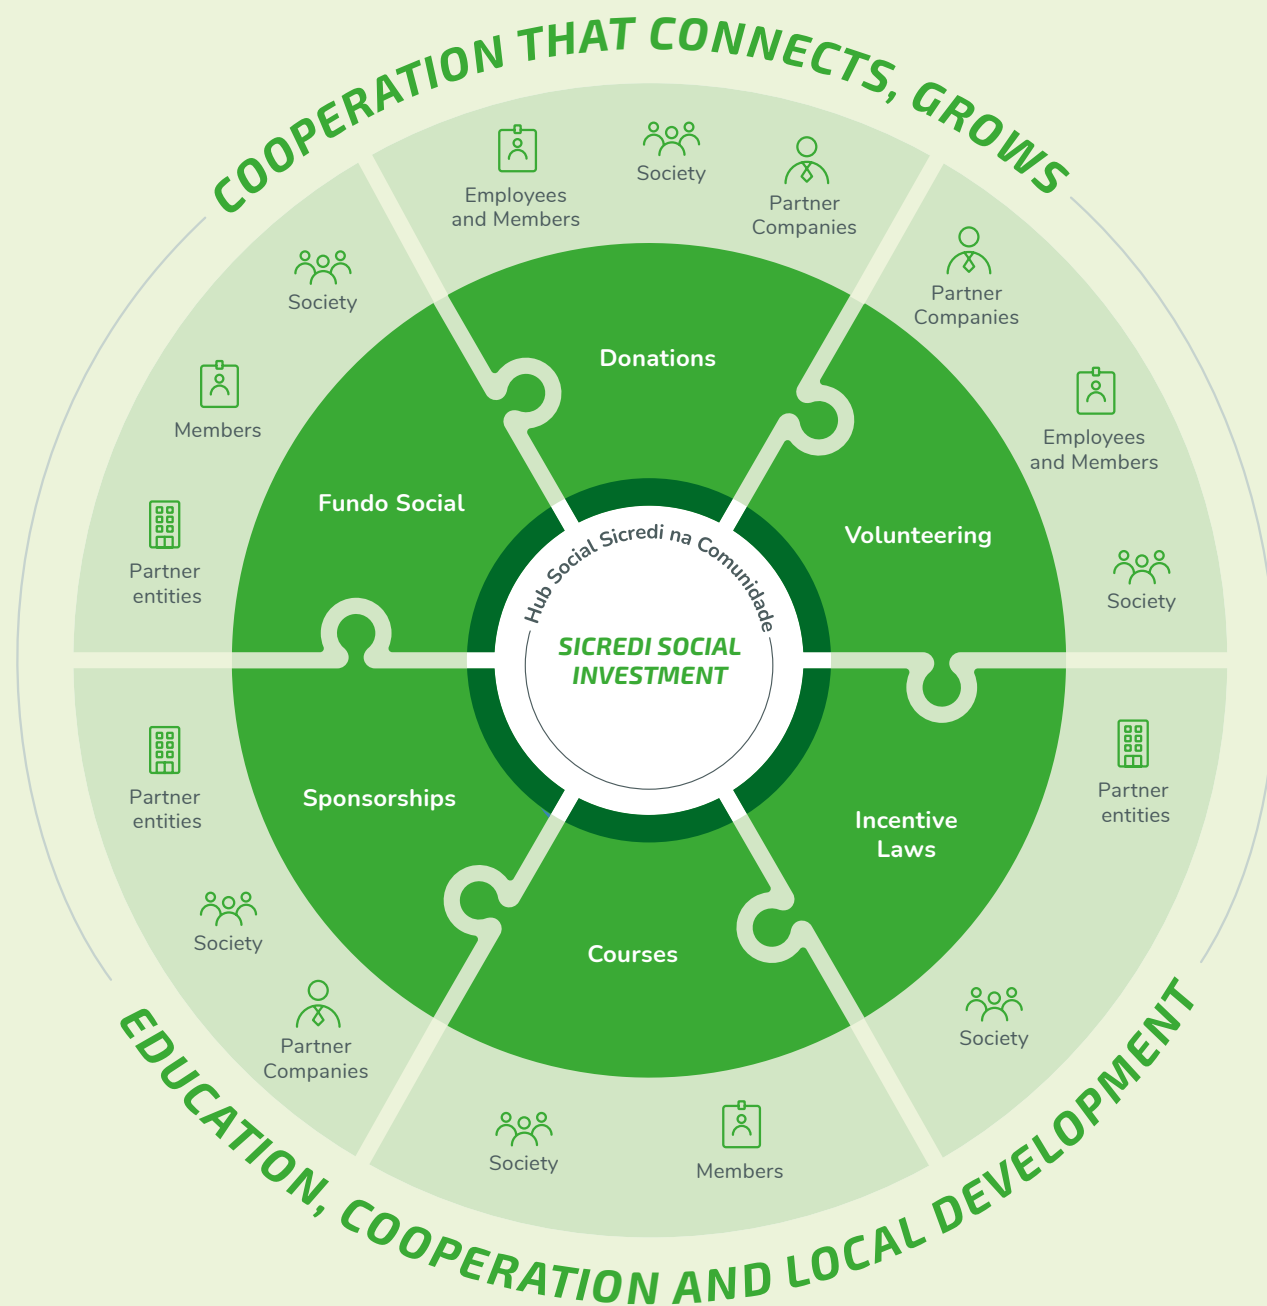 COOPERATION THAT CONNECTS, GROWS
Employees
and Members
Society
Partner
Companies
Donations
Partner
Companies
Employees
and Members
Society
Volunteering
Partner
entities
Society
Incentive
Laws
Members
Society
Courses
Partner
Companies
Society
Partner
entities
Sponsorships
Partner
entities
Members
Society
Fundo Social
Hub Social Sicredi na Comunidade
SICREDI SOCIAL
INVESTMENT
EDUCATION, COOPERATION AND LOCAL DEVELOPMENT